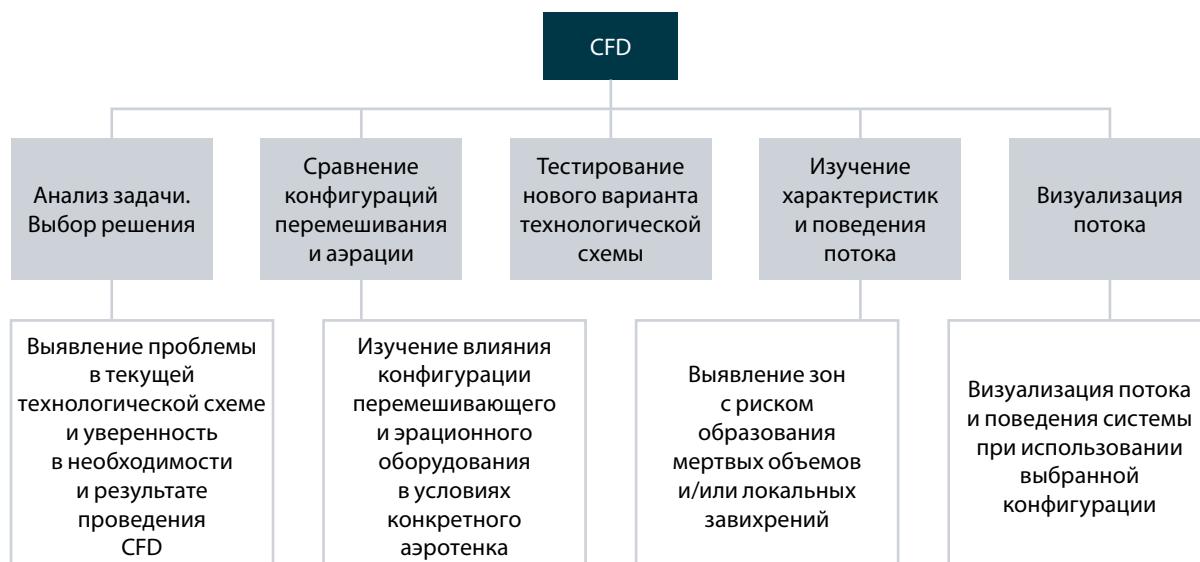 CFD
Анализ задачи.
Выбор решения
Сравнение
конфигураций
перемешивания
и аэрации
Тестирование
нового варианта
технологической
схемы
Изучение
характеристик
и поведения
потока
Визуализация
потока
Выявление проблемы
в текущей
технологической схеме
и уверенность
в необходимости
и результате
проведения
CFD
Изучение влияния
конфигурации
перемешивающего
и эрационного
оборудования
в условиях
конкретного
аэротенка
Выявление зон
с риском
образования
мертвых объемов
и/или локальных
завихрений
Визуализация потока
и поведения системы
при использовании
выбранной
конфигурации